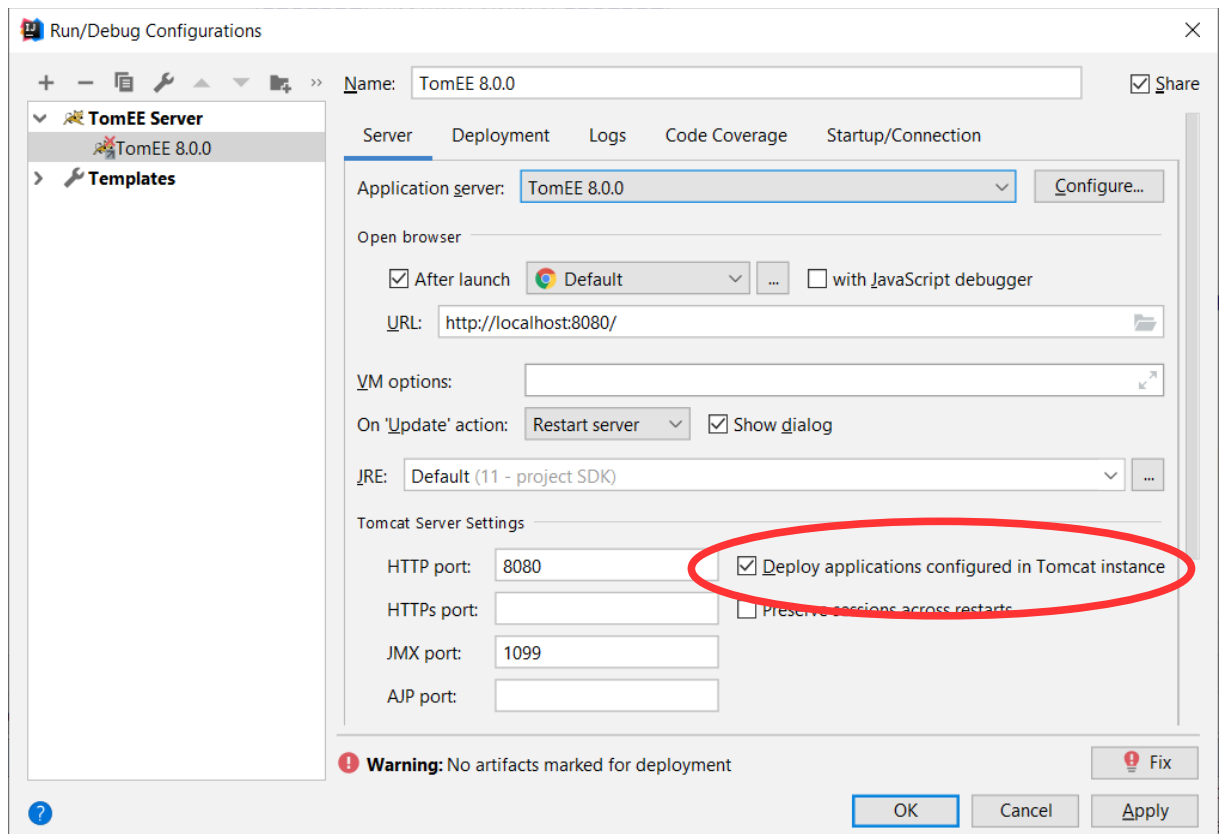 Run/Debug Configurations
Name: TomEE 8.0.0 Share
TomEE Server
TomEE 8.0.0
Templates
Server Deployment Logs Code Coverage Startup/Connection
Application server: TomEE 8.0.0 Configure...
Open browser
After launch Default ... with JavaScript debugger
URL: http://localhost:8080/
VM options:
On 'Update' action: Restart server Show dialog
JRE: Default (11 - project SDK) ...
Tomcat Server Settings
HTTP port: 8080 Deploy applications configured in Tomcat instance
HTTPs port: Preserve sessions across restarts
JMX port: 1099
AJP port:
Warning: No artifacts marked for deployment Fix
? OK Cancel Apply